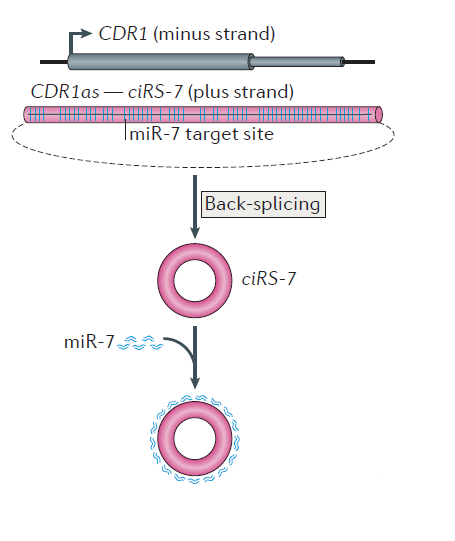 CDR1 (minus strand)
CDR1as — ciRS-7 (plus strand)
miR-7 target site
Back-splicing
ciRS-7
miR-7